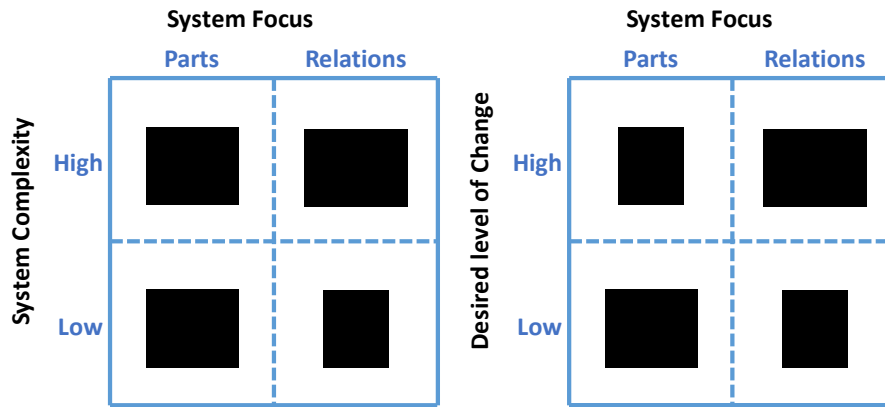 System Focus
Parts Relations
System Complexity
High
Low
System Focus
Parts Relations
Desired level of Change
High
Low